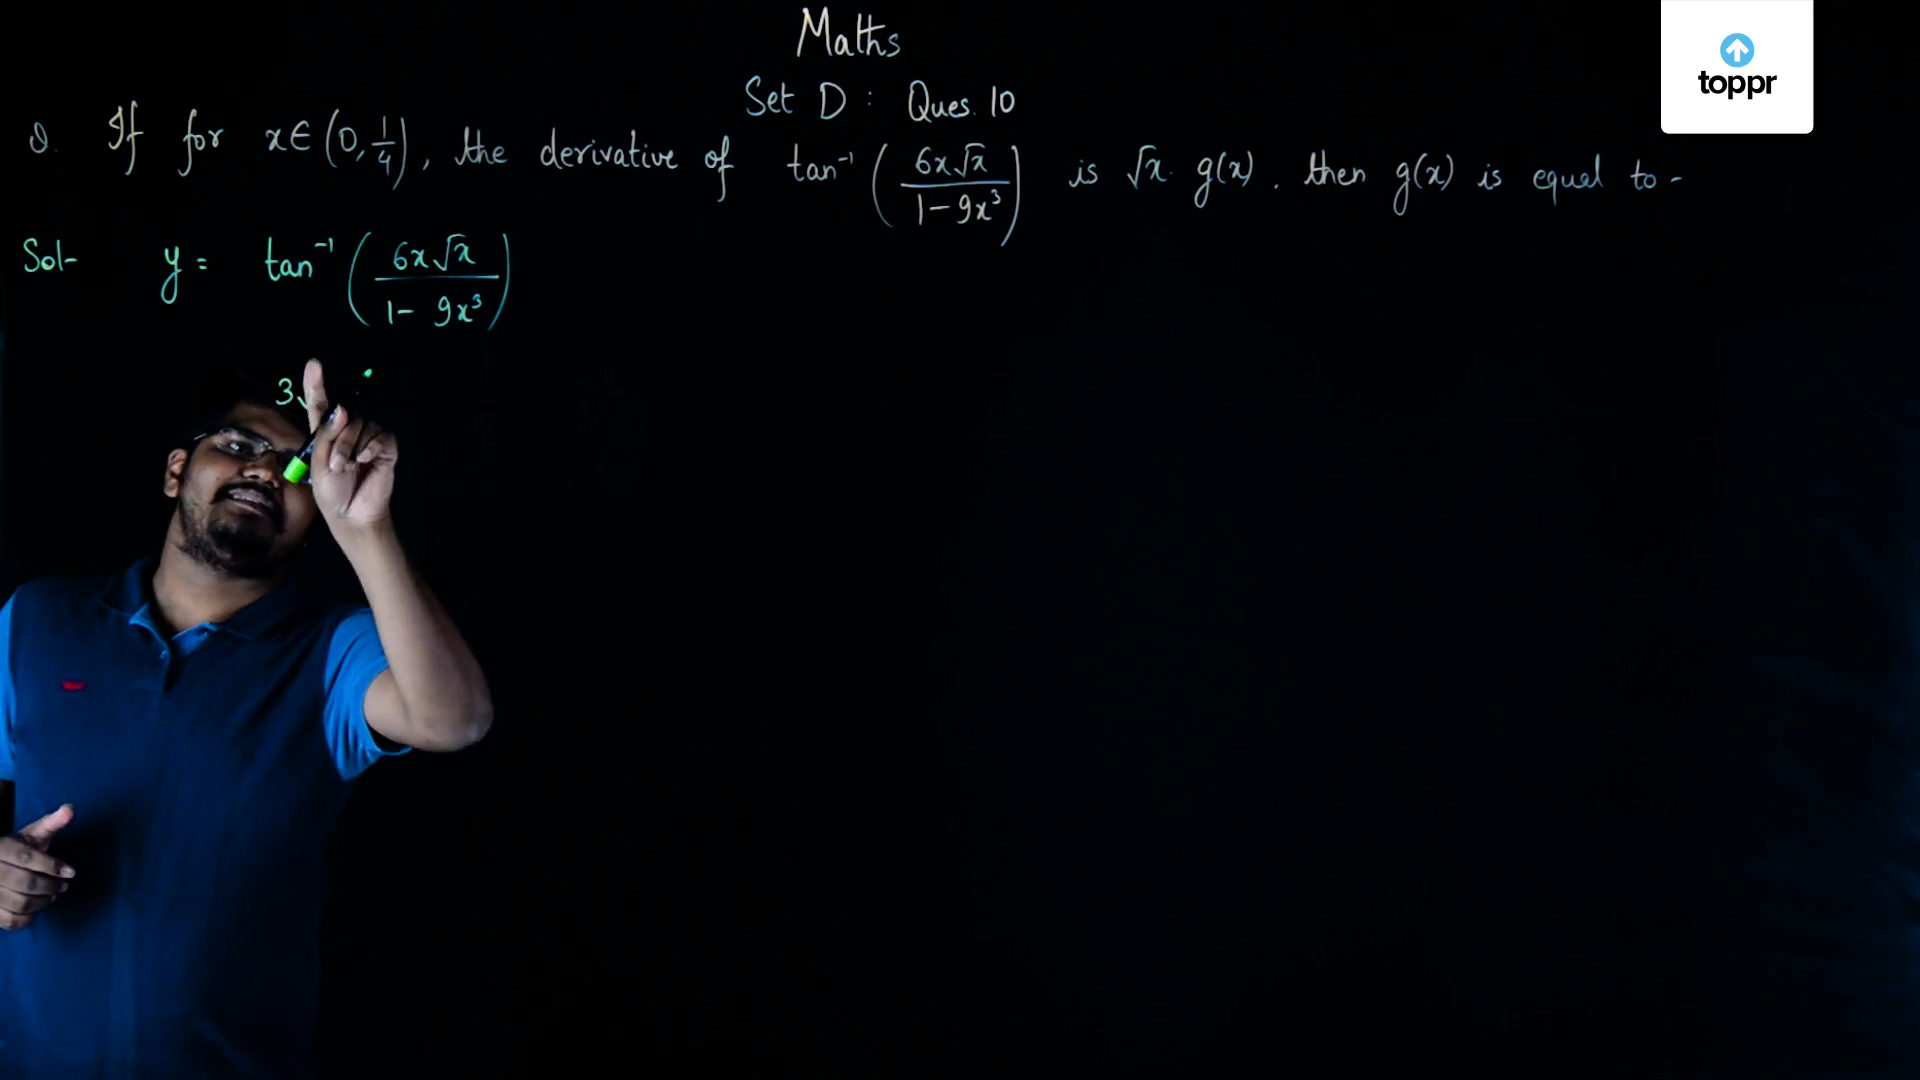 Maths
toppr
Set D : Ques. 10
Q. If for x∈(0,1/4), the derivative of tan⁻¹(6x√x / 1-9x³) is √x. g(x). then g(x) is equal to -
Sol- y = tan⁻¹(6x√x / 1- 9x³)
3√